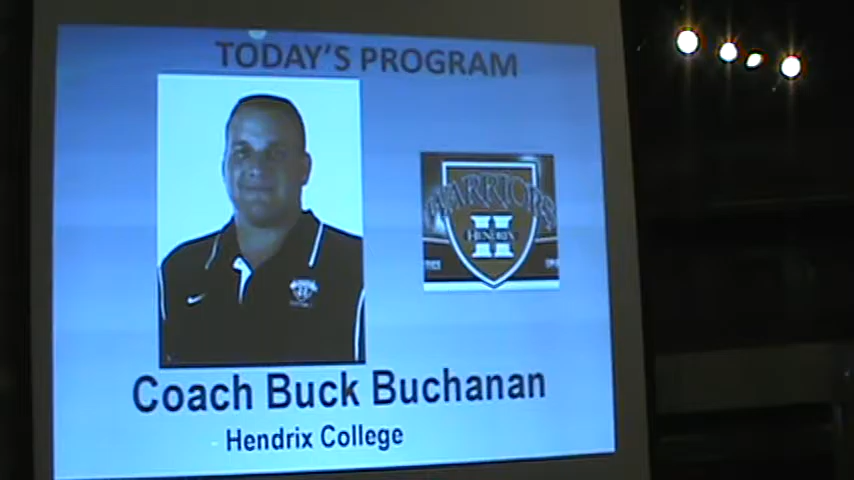 TODAY'S PROGRAM
WARRIORS
HENDRIX
Coach Buck Buchanan
Hendrix College